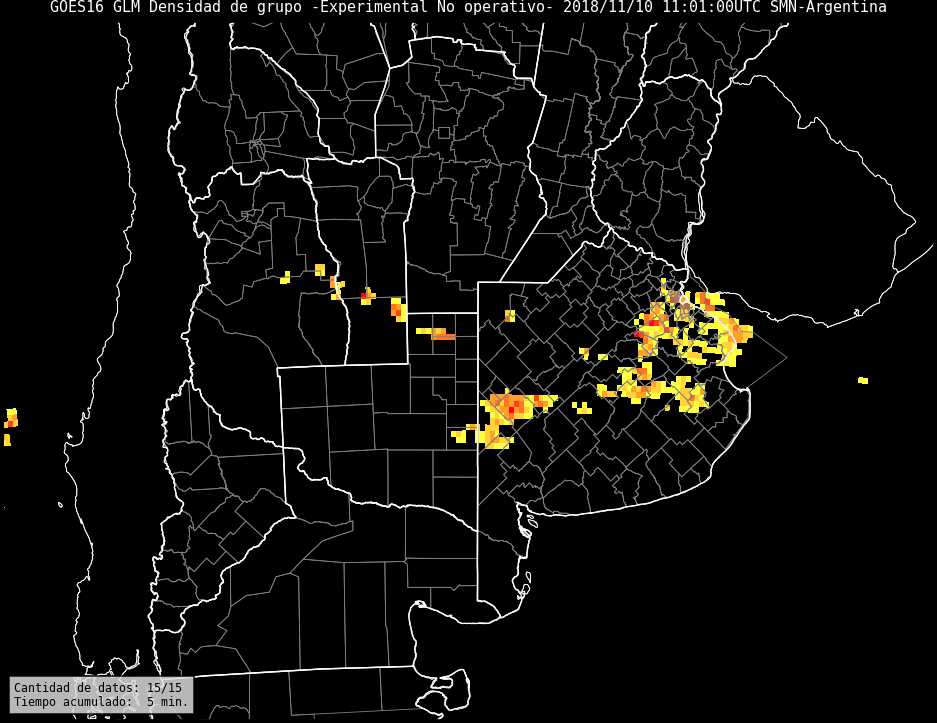 GOES16 GLM Densidad de grupo -Experimental No operativo- 2018/11/10 11:01:00UTC SMN-Argentina
Cantidad de datos: 15/15
Tiempo acumulado:  5 min.